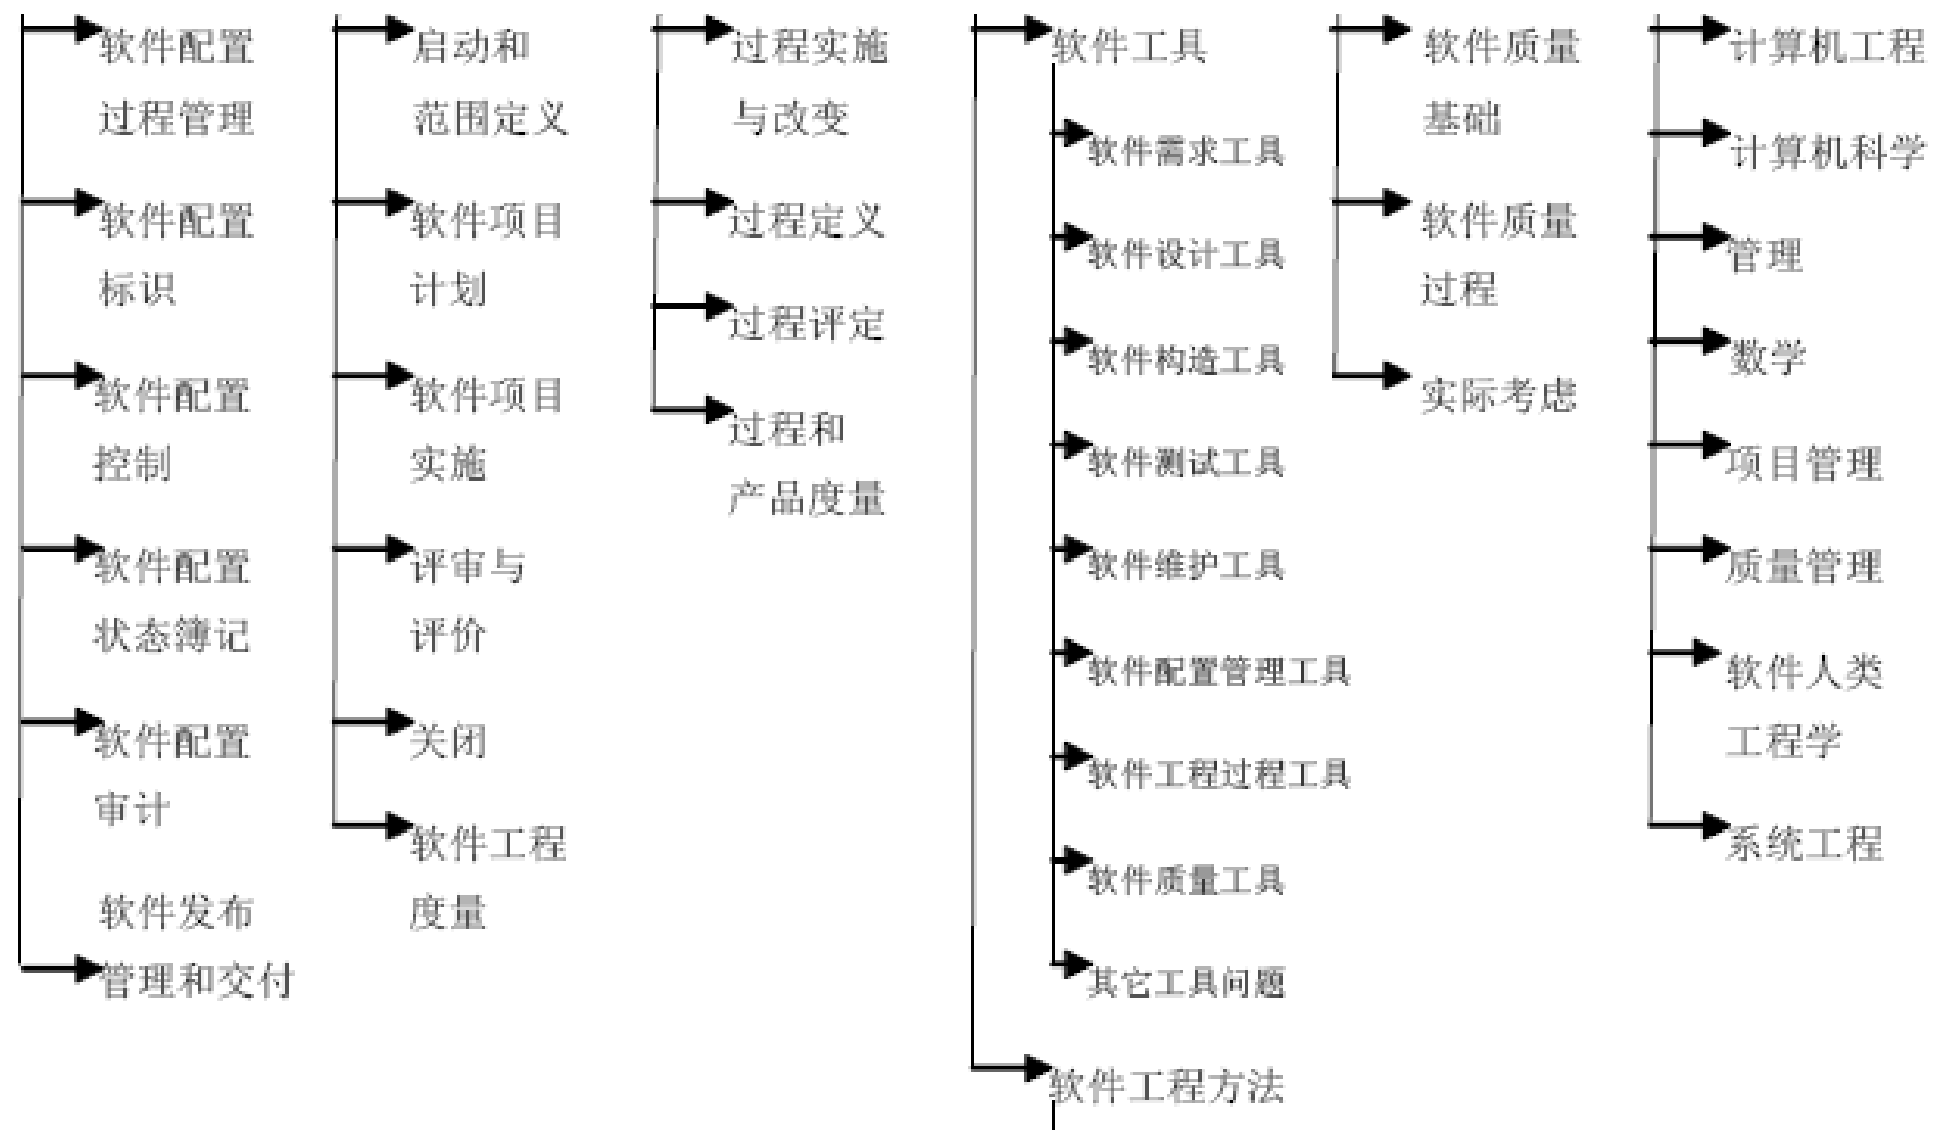 软件配置
过程管理
软件配置
标识
软件配置
控制
软件配置
状态簿记
软件配置
审计
软件发布
管理和交付
启动和
范围定义
软件项目
计划
软件项目
实施
评审与
评价
关闭
软件工程
度量
过程实施
与改变
过程定义
过程评定
过程和
产品度量
软件工具
软件需求工具
软件设计工具
软件构造工具
软件测试工具
软件维护工具
软件配置管理工具
软件工程过程工具
软件质量工具
其它工具问题
软件工程方法
软件质量
基础
软件质量
过程
实际考虑
计算机工程
计算机科学
管理
数学
项目管理
质量管理
软件人类
工程学
系统工程